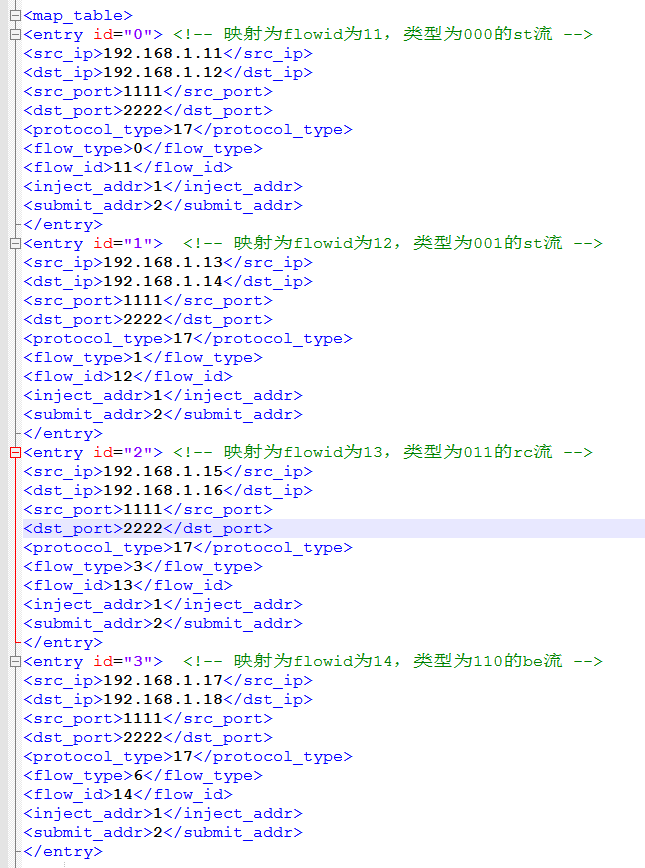 <map_table>
<entry id="0"> <!-- 映射为flowid为11，类型为000的st流 -->
<src_ip>192.168.1.11</src_ip>
<dst_ip>192.168.1.12</dst_ip>
<src_port>1111</src_port>
<dst_port>2222</dst_port>
<protocol_type>17</protocol_type>
<flow_type>0</flow_type>
<flow_id>11</flow_id>
<inject_addr>1</inject_addr>
<submit_addr>2</submit_addr>
</entry>
<entry id="1">  <!-- 映射为flowid为12，类型为001的st流 -->
<src_ip>192.168.1.13</src_ip>
<dst_ip>192.168.1.14</dst_ip>
<src_port>1111</src_port>
<dst_port>2222</dst_port>
<protocol_type>17</protocol_type>
<flow_type>1</flow_type>
<flow_id>12</flow_id>
<inject_addr>1</inject_addr>
<submit_addr>2</submit_addr>
</entry>
<entry id="2"> <!-- 映射为flowid为13，类型为011的rc流 -->
<src_ip>192.168.1.15</src_ip>
<dst_ip>192.168.1.16</dst_ip>
<src_port>1111</src_port>
<dst_port>2222</dst_port>
<protocol_type>17</protocol_type>
<flow_type>3</flow_type>
<flow_id>13</flow_id>
<inject_addr>1</inject_addr>
<submit_addr>2</submit_addr>
</entry>
<entry id="3">  <!-- 映射为flowid为14，类型为110的be流 -->
<src_ip>192.168.1.17</src_ip>
<dst_ip>192.168.1.18</dst_ip>
<src_port>1111</src_port>
<dst_port>2222</dst_port>
<protocol_type>17</protocol_type>
<flow_type>6</flow_type>
<flow_id>14</flow_id>
<inject_addr>1</inject_addr>
<submit_addr>2</submit_addr>
</entry>